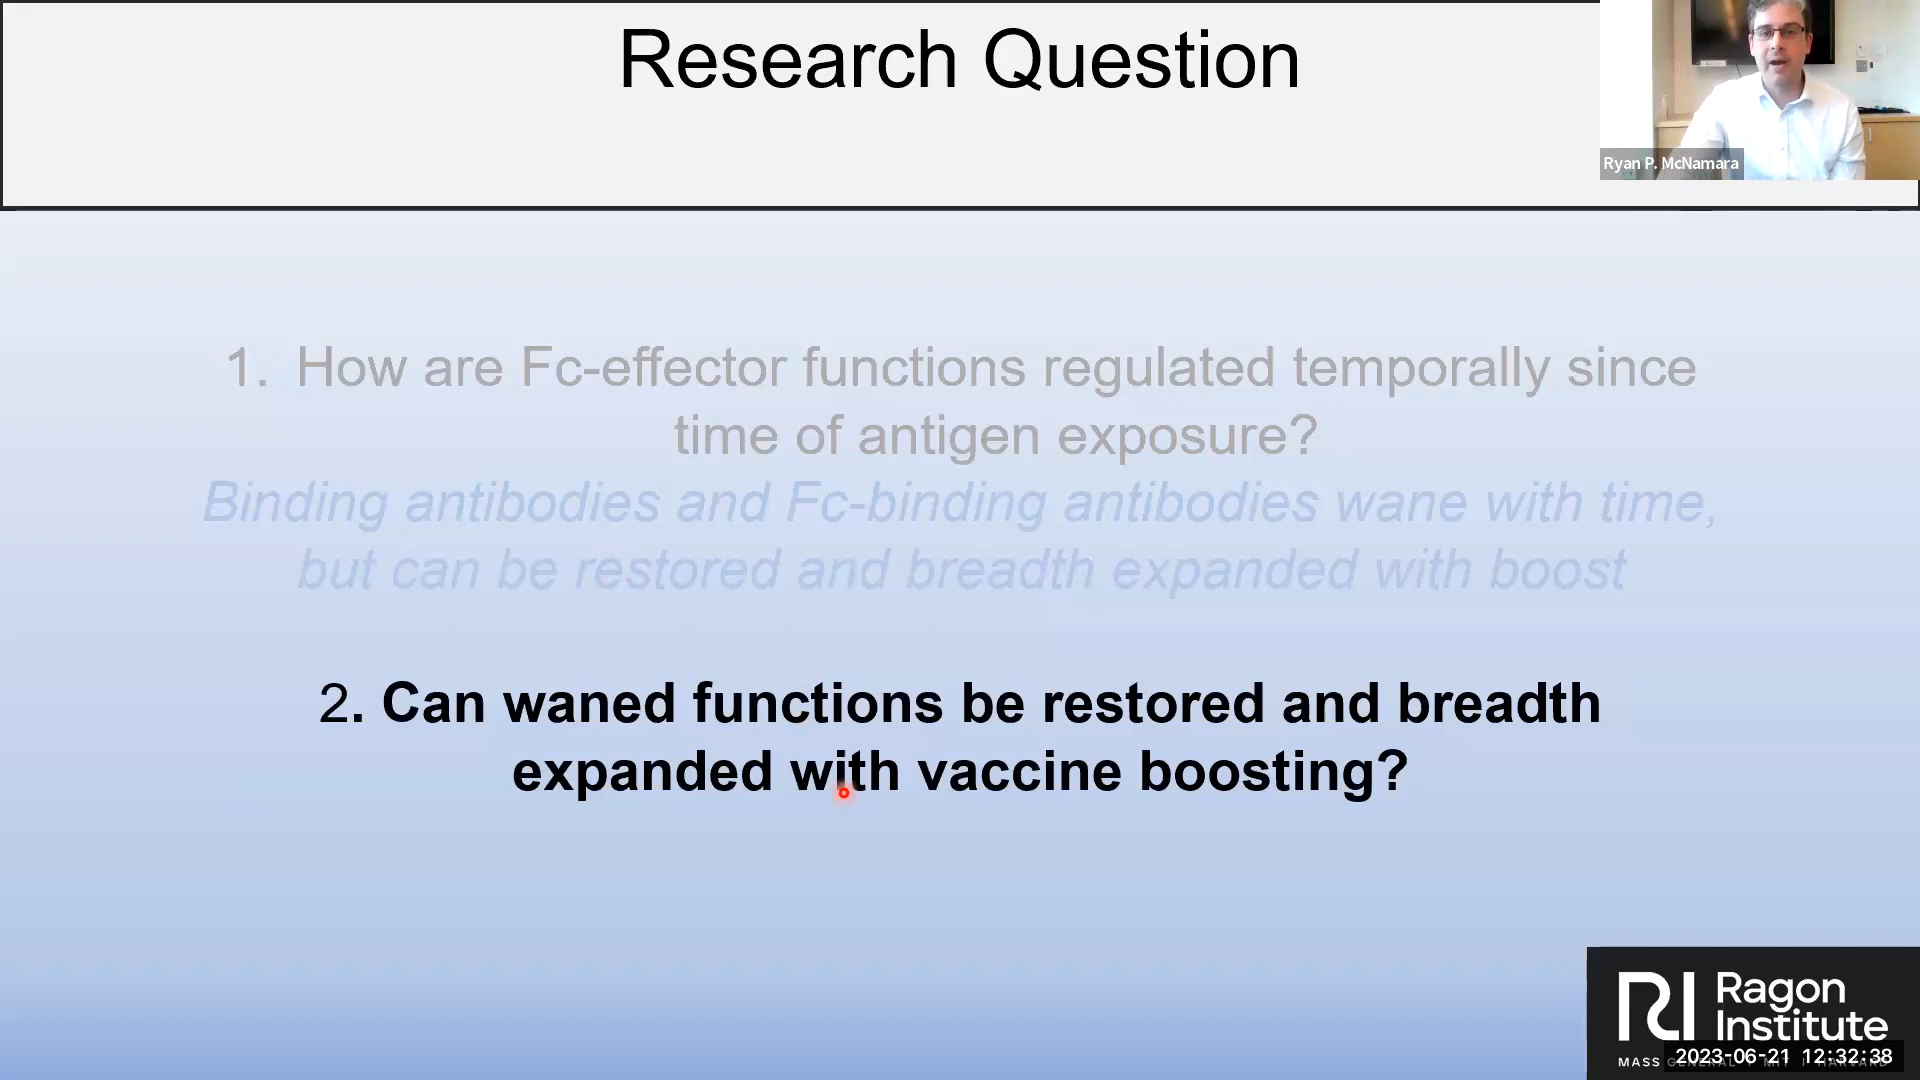 Research Question
Ryan P. McNamara
1. How are Fc-effector functions regulated temporally since
time of antigen exposure?
Binding antibodies and Fc-binding antibodies wane with time,
but can be restored and breadth expanded with boost
2. Can waned functions be restored and breadth
expanded with vaccine boosting?
RI Ragon
Institute
MASS
2023-06-21 12:32:38